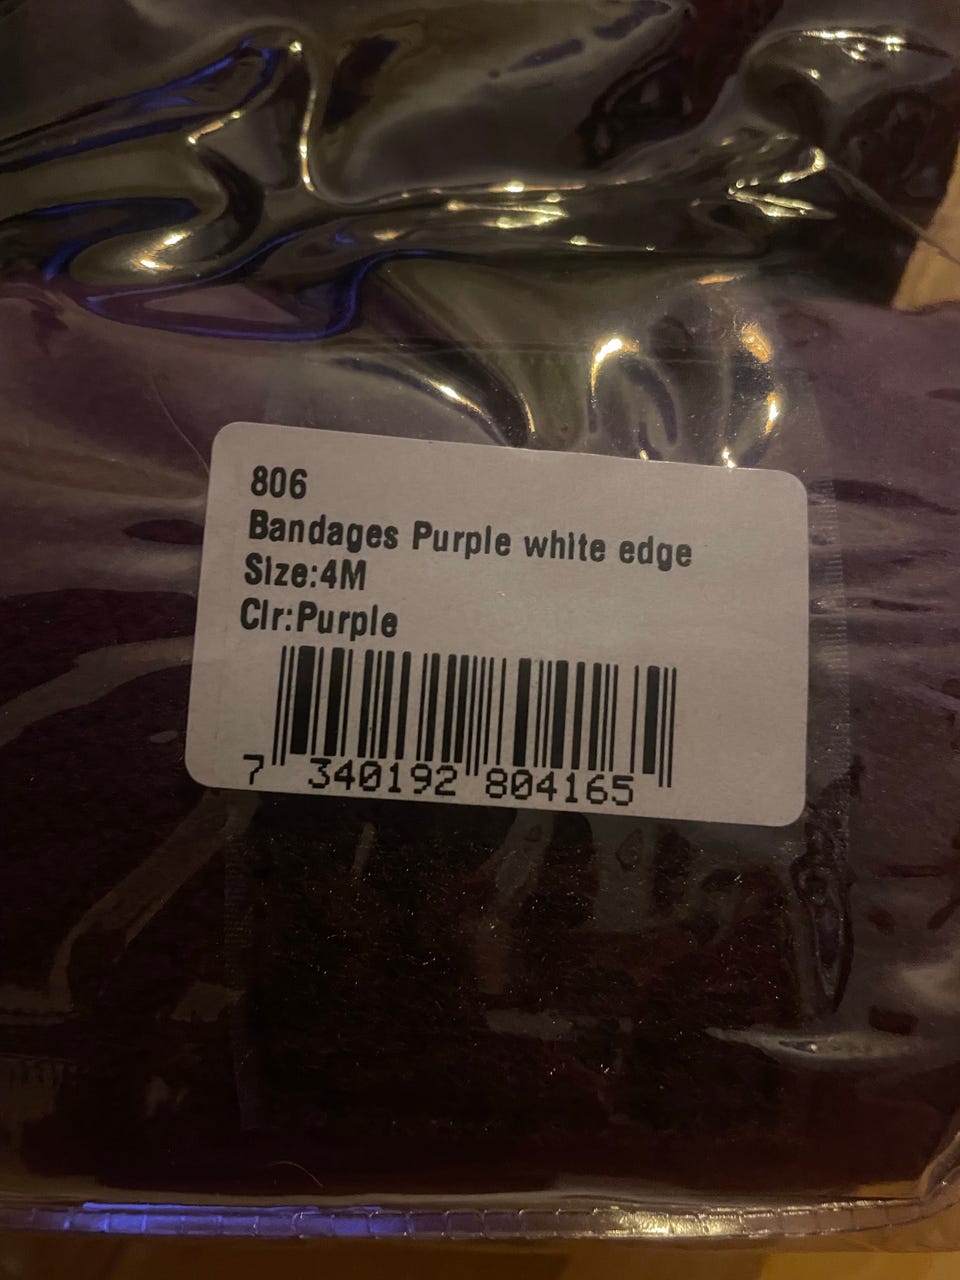 806
Bandages Purple white edge
Size:4M
Clr:Purple
7 340192 804165